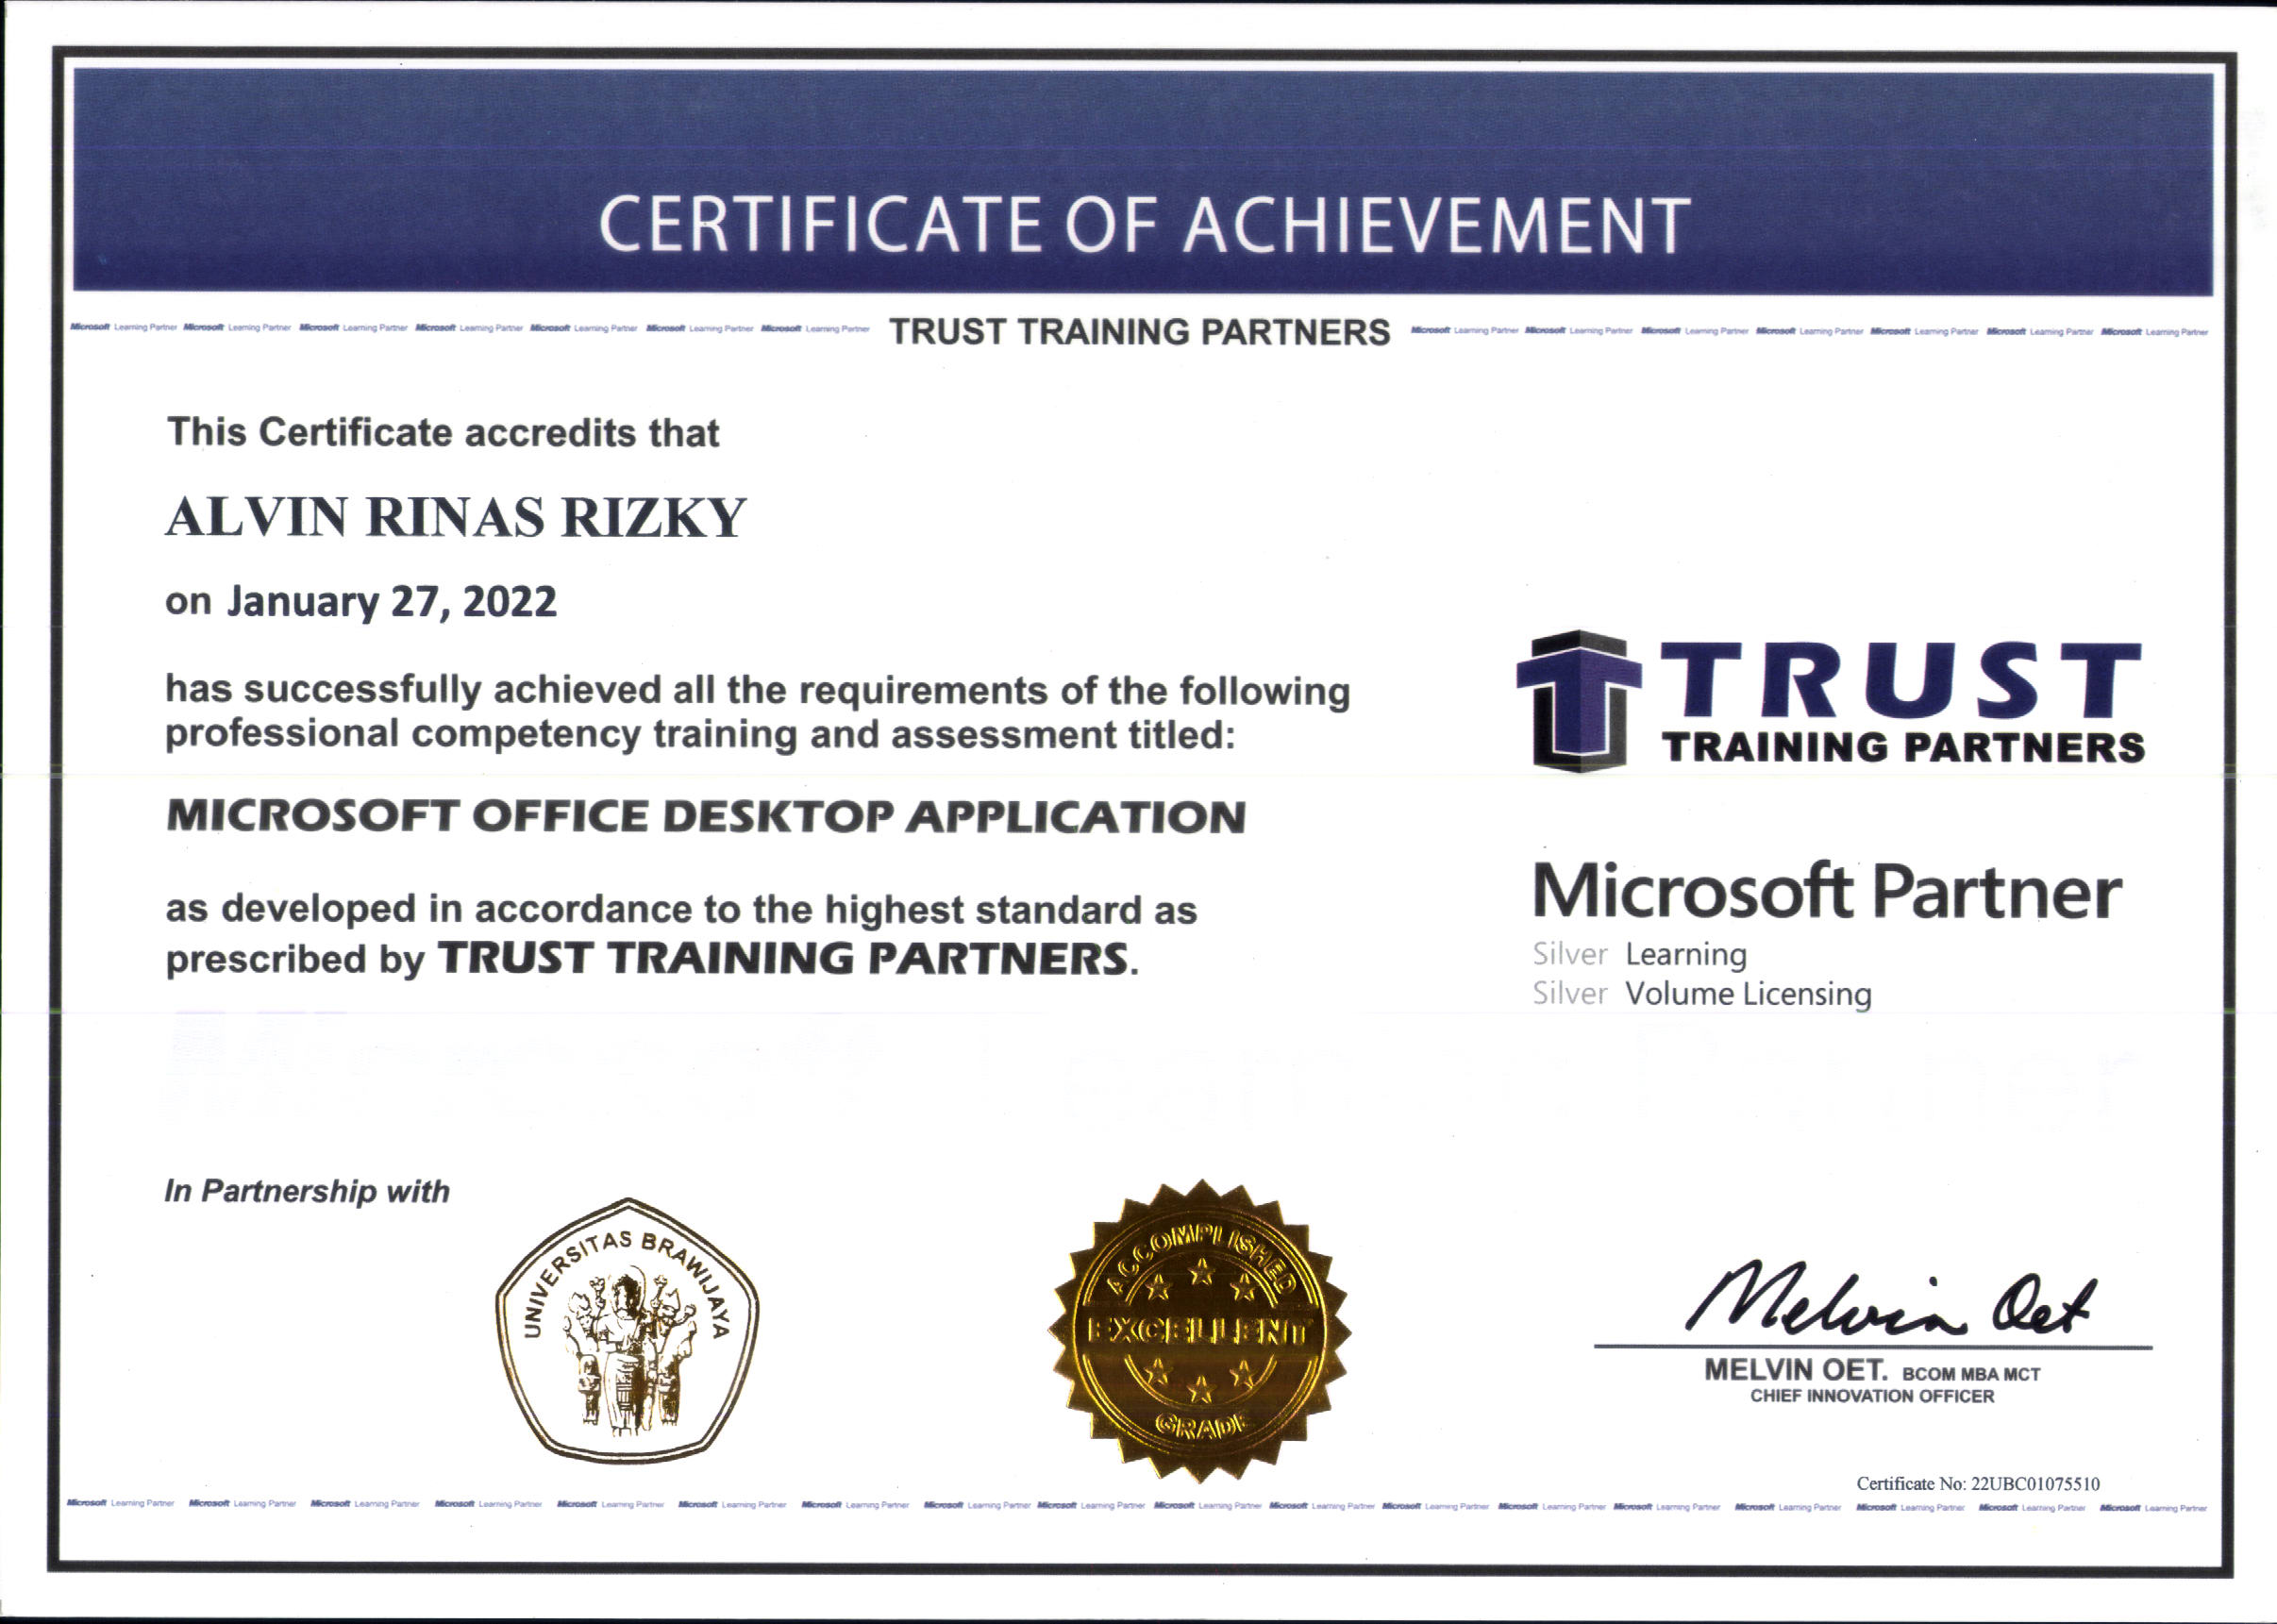 CERTIFICATE OF ACHIEVEMENT
Microsoft Learning Partner Microsoft Learning Partner Microsoft Learning Partner Microsoft Learning Partner Microsoft Learning Partner Microsoft Learning Partner Microsoft Learning Partner TRUST TRAINING PARTNERS Microsoft Learning Partner Microsoft Learning Partner Microsoft Learning Partner Microsoft Learning Partner Microsoft Learning Partner Microsoft Learning Partner Microsoft Learning Partner
This Certificate accredits that
ALVIN RINAS RIZKY
on January 27, 2022
has successfully achieved all the requirements of the following
professional competency training and assessment titled:
MICROSOFT OFFICE DESKTOP APPLICATION
as developed in accordance to the highest standard as
prescribed by TRUST TRAINING PARTNERS.
TRUST
TRAINING PARTNERS
Microsoft Partner
Silver Learning
Silver Volume Licensing
In Partnership with
UNIVERSITAS BRAWIJAYA
ACCOMPLISHED
EXCELLENT
GRADE
Melvin Oet
MELVIN OET. BCOM MBA MCT
CHIEF INNOVATION OFFICER
Certificate No: 22UBC01075510
Microsoft Learning Partner Microsoft Learning Partner Microsoft Learning Partner Microsoft Learning Partner Microsoft Learning Partner Microsoft Learning Partner Microsoft Learning Partner Microsoft Learning Partner Microsoft Learning Partner Microsoft Learning Partner Microsoft Learning Partner Microsoft Learning Partner Microsoft Learning Partner Microsoft Learning Partner Microsoft Learning Partner Microsoft Learning Partner Microsoft Learning Partner Microsoft Learning Partner